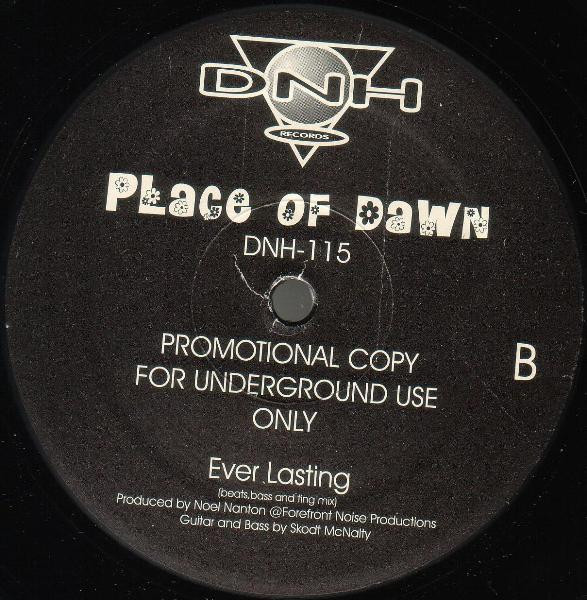 DNH
RECORDS
PLace OF DaWN
DNH-115
PROMOTIONAL COPY
FOR UNDERGROUND USE
ONLY
B
Ever Lasting
(beats,bass and ting mix)
Produced by Noel Nanton @Forefront Noise Productions
Guitar and Bass by Skodt McNalty